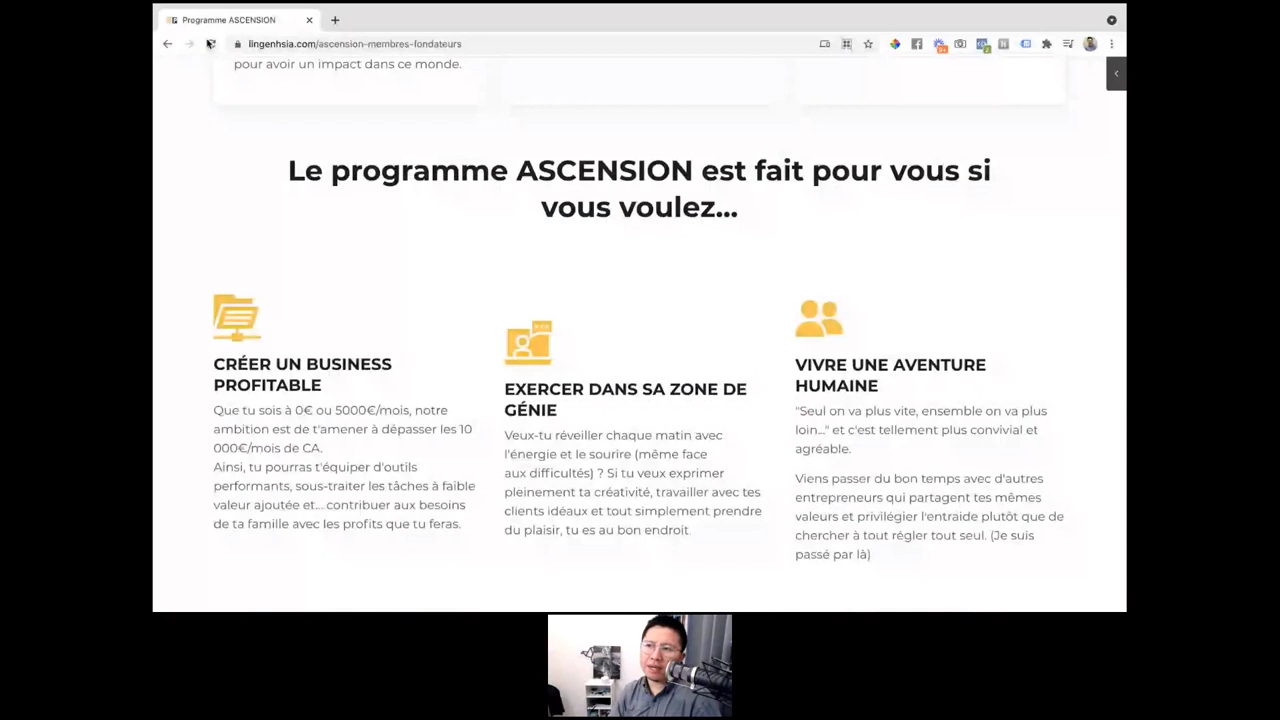 Programme ASCENSION
lingenhsia.com/ascension-membres-fondateurs
pour avoir un impact dans ce monde.
Le programme ASCENSION est fait pour vous si
vous voulez...
CRÉER UN BUSINESS
PROFITABLE
Que tu sois à 0€ ou 5000€/mois, notre
ambition est de t'amener à dépasser les 10
000€/mois de CA.
Ainsi, tu pourras t'équiper d'outils
performants, sous-traiter les tâches à faible
valeur ajoutée et... contribuer aux besoins
de ta famille avec les profits que tu feras.
EXERCER DANS SA ZONE DE
GÉNIE
Veux-tu réveiller chaque matin avec
l'énergie et le sourire (même face
aux difficultés) ? Si tu veux exprimer
pleinement ta créativité, travailler avec tes
clients idéaux et tout simplement prendre
du plaisir, tu es au bon endroit
VIVRE UNE AVENTURE
HUMAINE
"Seul on va plus vite, ensemble on va plus
loin..." et c'est tellement plus convivial et
agréable.
Viens passer du bon temps avec d'autres
entrepreneurs qui partagent tes mêmes
valeurs et privilégier l'entraide plutôt que de
chercher à tout régler tout seul. (Je suis
passé par là)